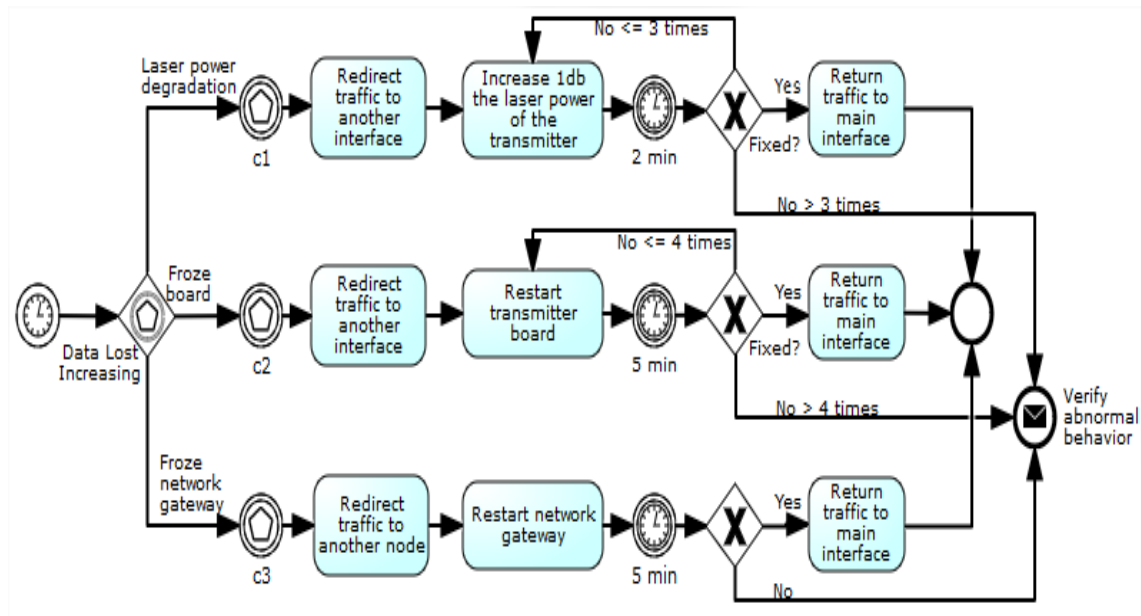 No <= 3 times
Laser power
degradation
Redirect
traffic to
another
interface
Increase 1db
the laser power
of the
transmitter
Yes
Return
traffic to
main
interface
Fixed?
c1
2 min
No > 3 times
No <= 4 times
Froze
board
Redirect
traffic to
another
interface
Restart
transmitter
board
Yes
Return
traffic to
main
interface
Fixed?
Data Lost
Increasing
c2
5 min
No > 4 times
Verify
abnormal
behavior
Froze
network
gateway
Redirect
traffic to
another node
Restart network
gateway
Yes
Return
traffic to
main
interface
c3
5 min
No